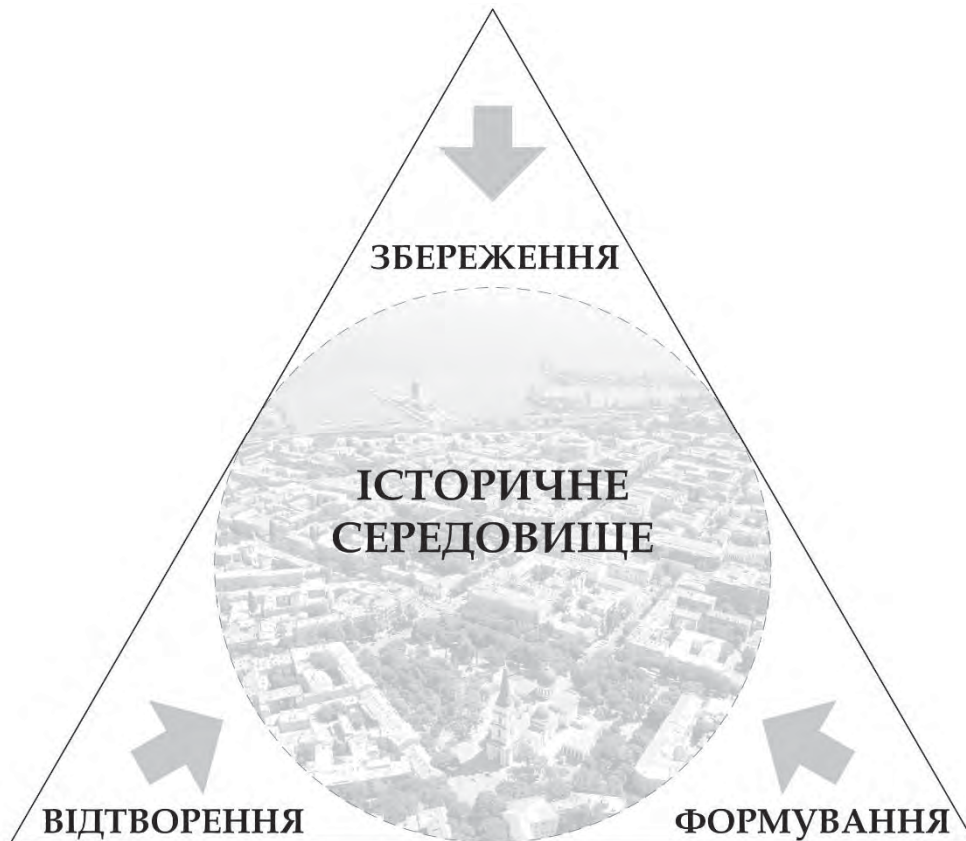 ЗБЕРЕЖЕННЯ
ІСТОРИЧНЕ
СЕРЕДОВИЩЕ
ВІДТВОРЕННЯ
ФОРМУВАННЯ